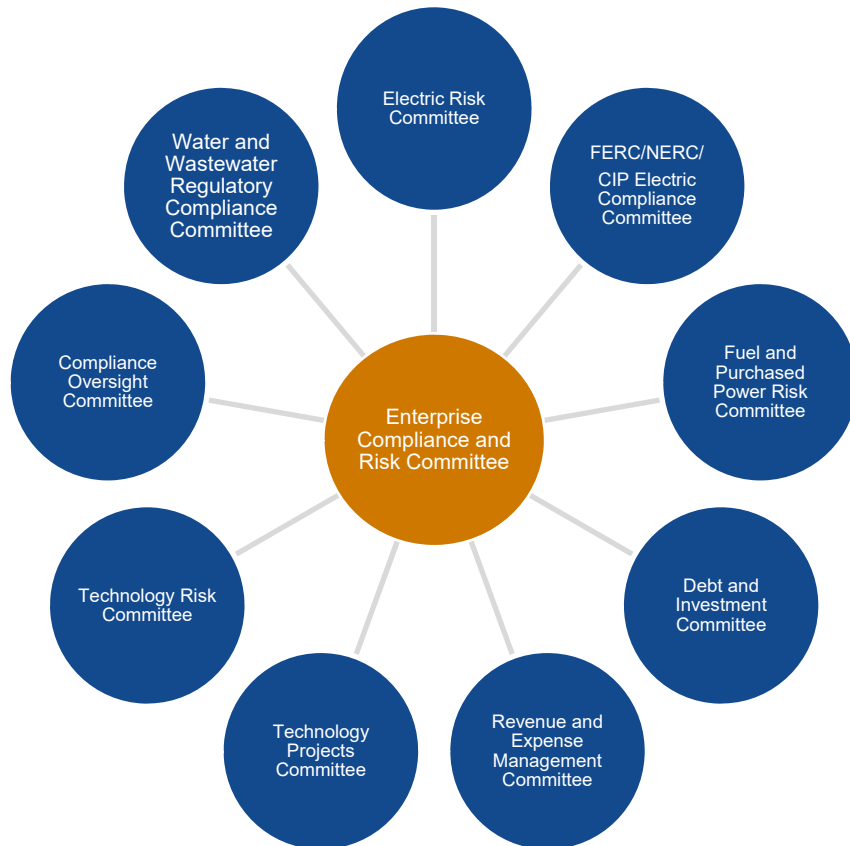 Electric Risk
Committee
FERC/NERC/
CIP Electric
Compliance
Committee
Fuel and
Purchased
Power Risk
Committee
Debt and
Investment
Committee
Revenue and
Expense
Management
Committee
Technology
Projects
Committee
Technology Risk
Committee
Compliance
Oversight
Committee
Water and
Wastewater
Regulatory
Compliance
Committee
Enterprise
Compliance and
Risk Committee